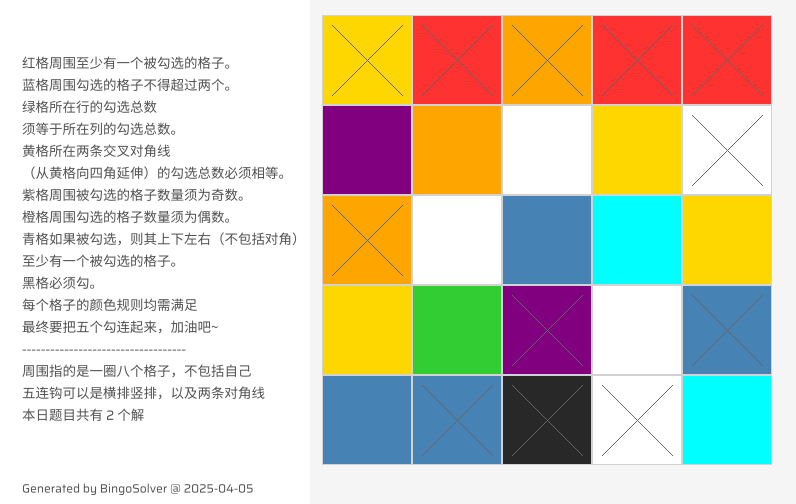 红格周围至少有一个被勾选的格子。
蓝格周围勾选的格子不得超过两个。
绿格所在行的勾选总数
须等于所在列的勾选总数。
黄格所在两条交叉对角线
（从黄格向四角延伸）的勾选总数必须相等。
紫格周围被勾选的格子数量须为奇数。
橙格周围勾选的格子数量须为偶数。
青格如果被勾选，则其上下左右（不包括对角）
至少有一个被勾选的格子。
黑格必须勾。
每个格子的颜色规则均需满足
最终要把五个勾连起来，加油吧~
-----------------------------------
周围指的是一圈八个格子，不包括自己
五连钩可以是横排竖排，以及两条对角线
本日题目共有 2 个解
Generated by BingoSolver @ 2025-04-05